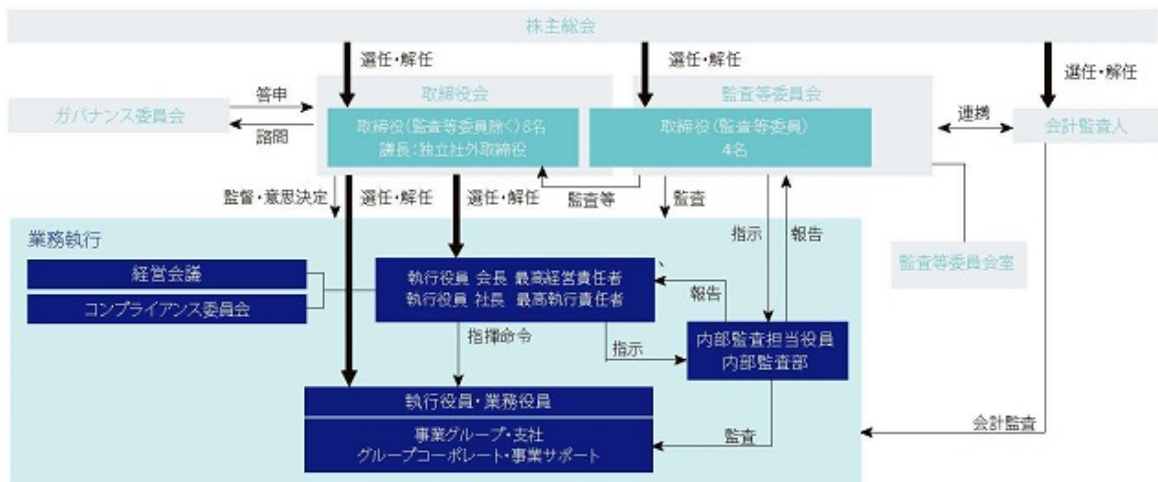 株主総会
選任・解任
選任・解任
選任・解任
ガバナンス委員会
答申
諮問
取締役会
取締役(監査等委員除く)8名
議長:独立社外取締役
監査等委員会
取締役(監査等委員)
4名
連携
会計監査人
監督・意思決定
選任・解任
選任・解任
監査等
監査
指示
報告
監査等委員会室
業務執行
経営会議
コンプライアンス委員会
執行役員 会長 最高経営責任者
執行役員 社長 最高執行責任者
報告
指揮命令
指示
内部監査担当役員
内部監査部
執行役員・業務役員
事業グループ・支社
グループコーポレート・事業サポート
監査
会計監査